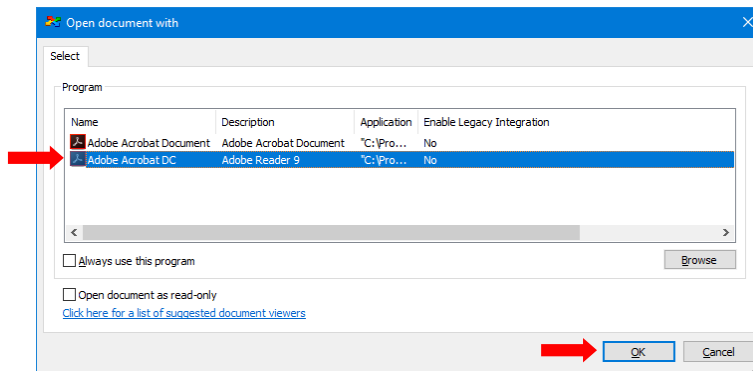 Open document with
Select
Program
Name Description Application Enable Legacy Integration
Adobe Acrobat Document Adobe Acrobat Document "C:\Pro... No
Adobe Acrobat DC Adobe Reader 9 "C:\Pro... No
Always use this program Browse
Open document as read-only
Click here for a list of suggested document viewers
OK Cancel